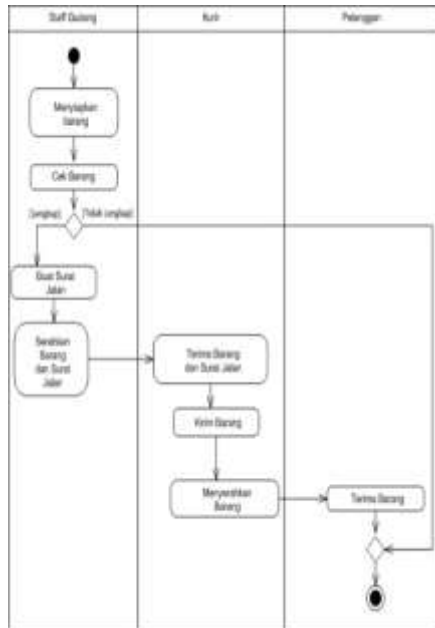 Staff Gudang
Kurir
Pelanggan
Menyiapkan
barang
Cek Barang
[Lengkap]
[Tidak Lengkap]
Buat Surat
Jalan
Serahkan
Barang
dan Surat
Jalan
Terima Barang
dan Surat Jalan
Kirim Barang
Menyerahkan
Barang
Terima Barang